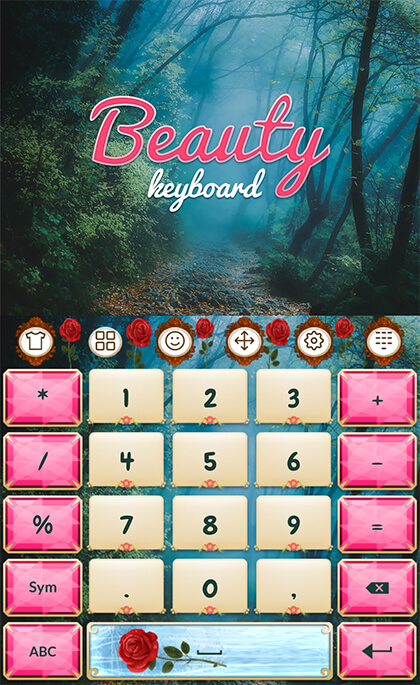 Beauty
keyboard
* 1 2 3 +
/ 4 5 6 -
% 7 8 9 =
Sym . 0 ,
ABC